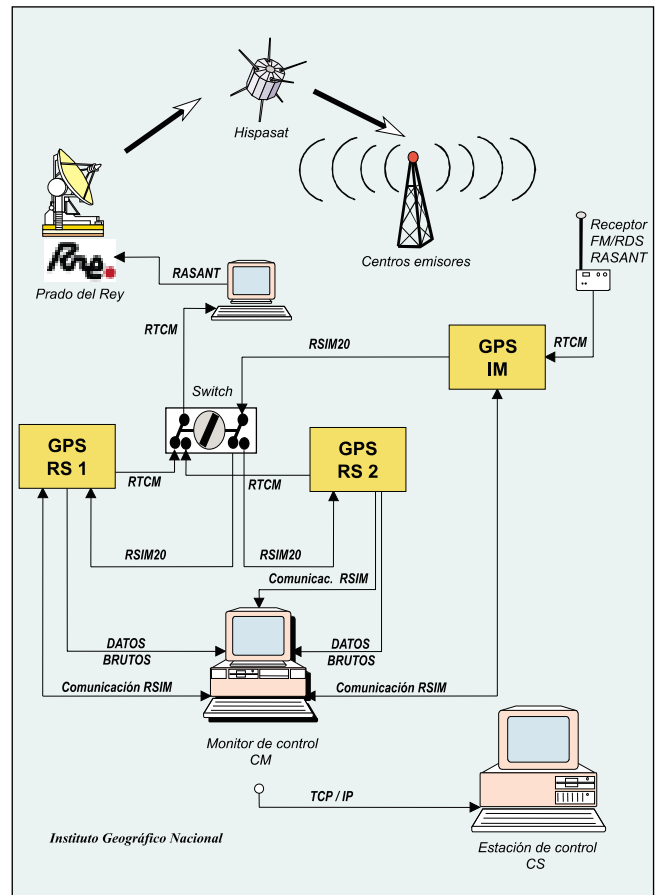 Hispasat
Receptor
FM/RDS
RASANT
Centros emisores
Rne.
Prado del Rey
RASANT
RTCM
RSIM20
GPS
IM
RTCM
Switch
GPS
RS 1
RTCM
RTCM
GPS
RS 2
RSIM20
RSIM20
Comunicac. RSIM
DATOS
BRUTOS
DATOS
BRUTOS
Comunicación RSIM
Comunicación RSIM
Monitor de control
CM
TCP / IP
Instituto Geográfico Nacional
Estación de control
CS